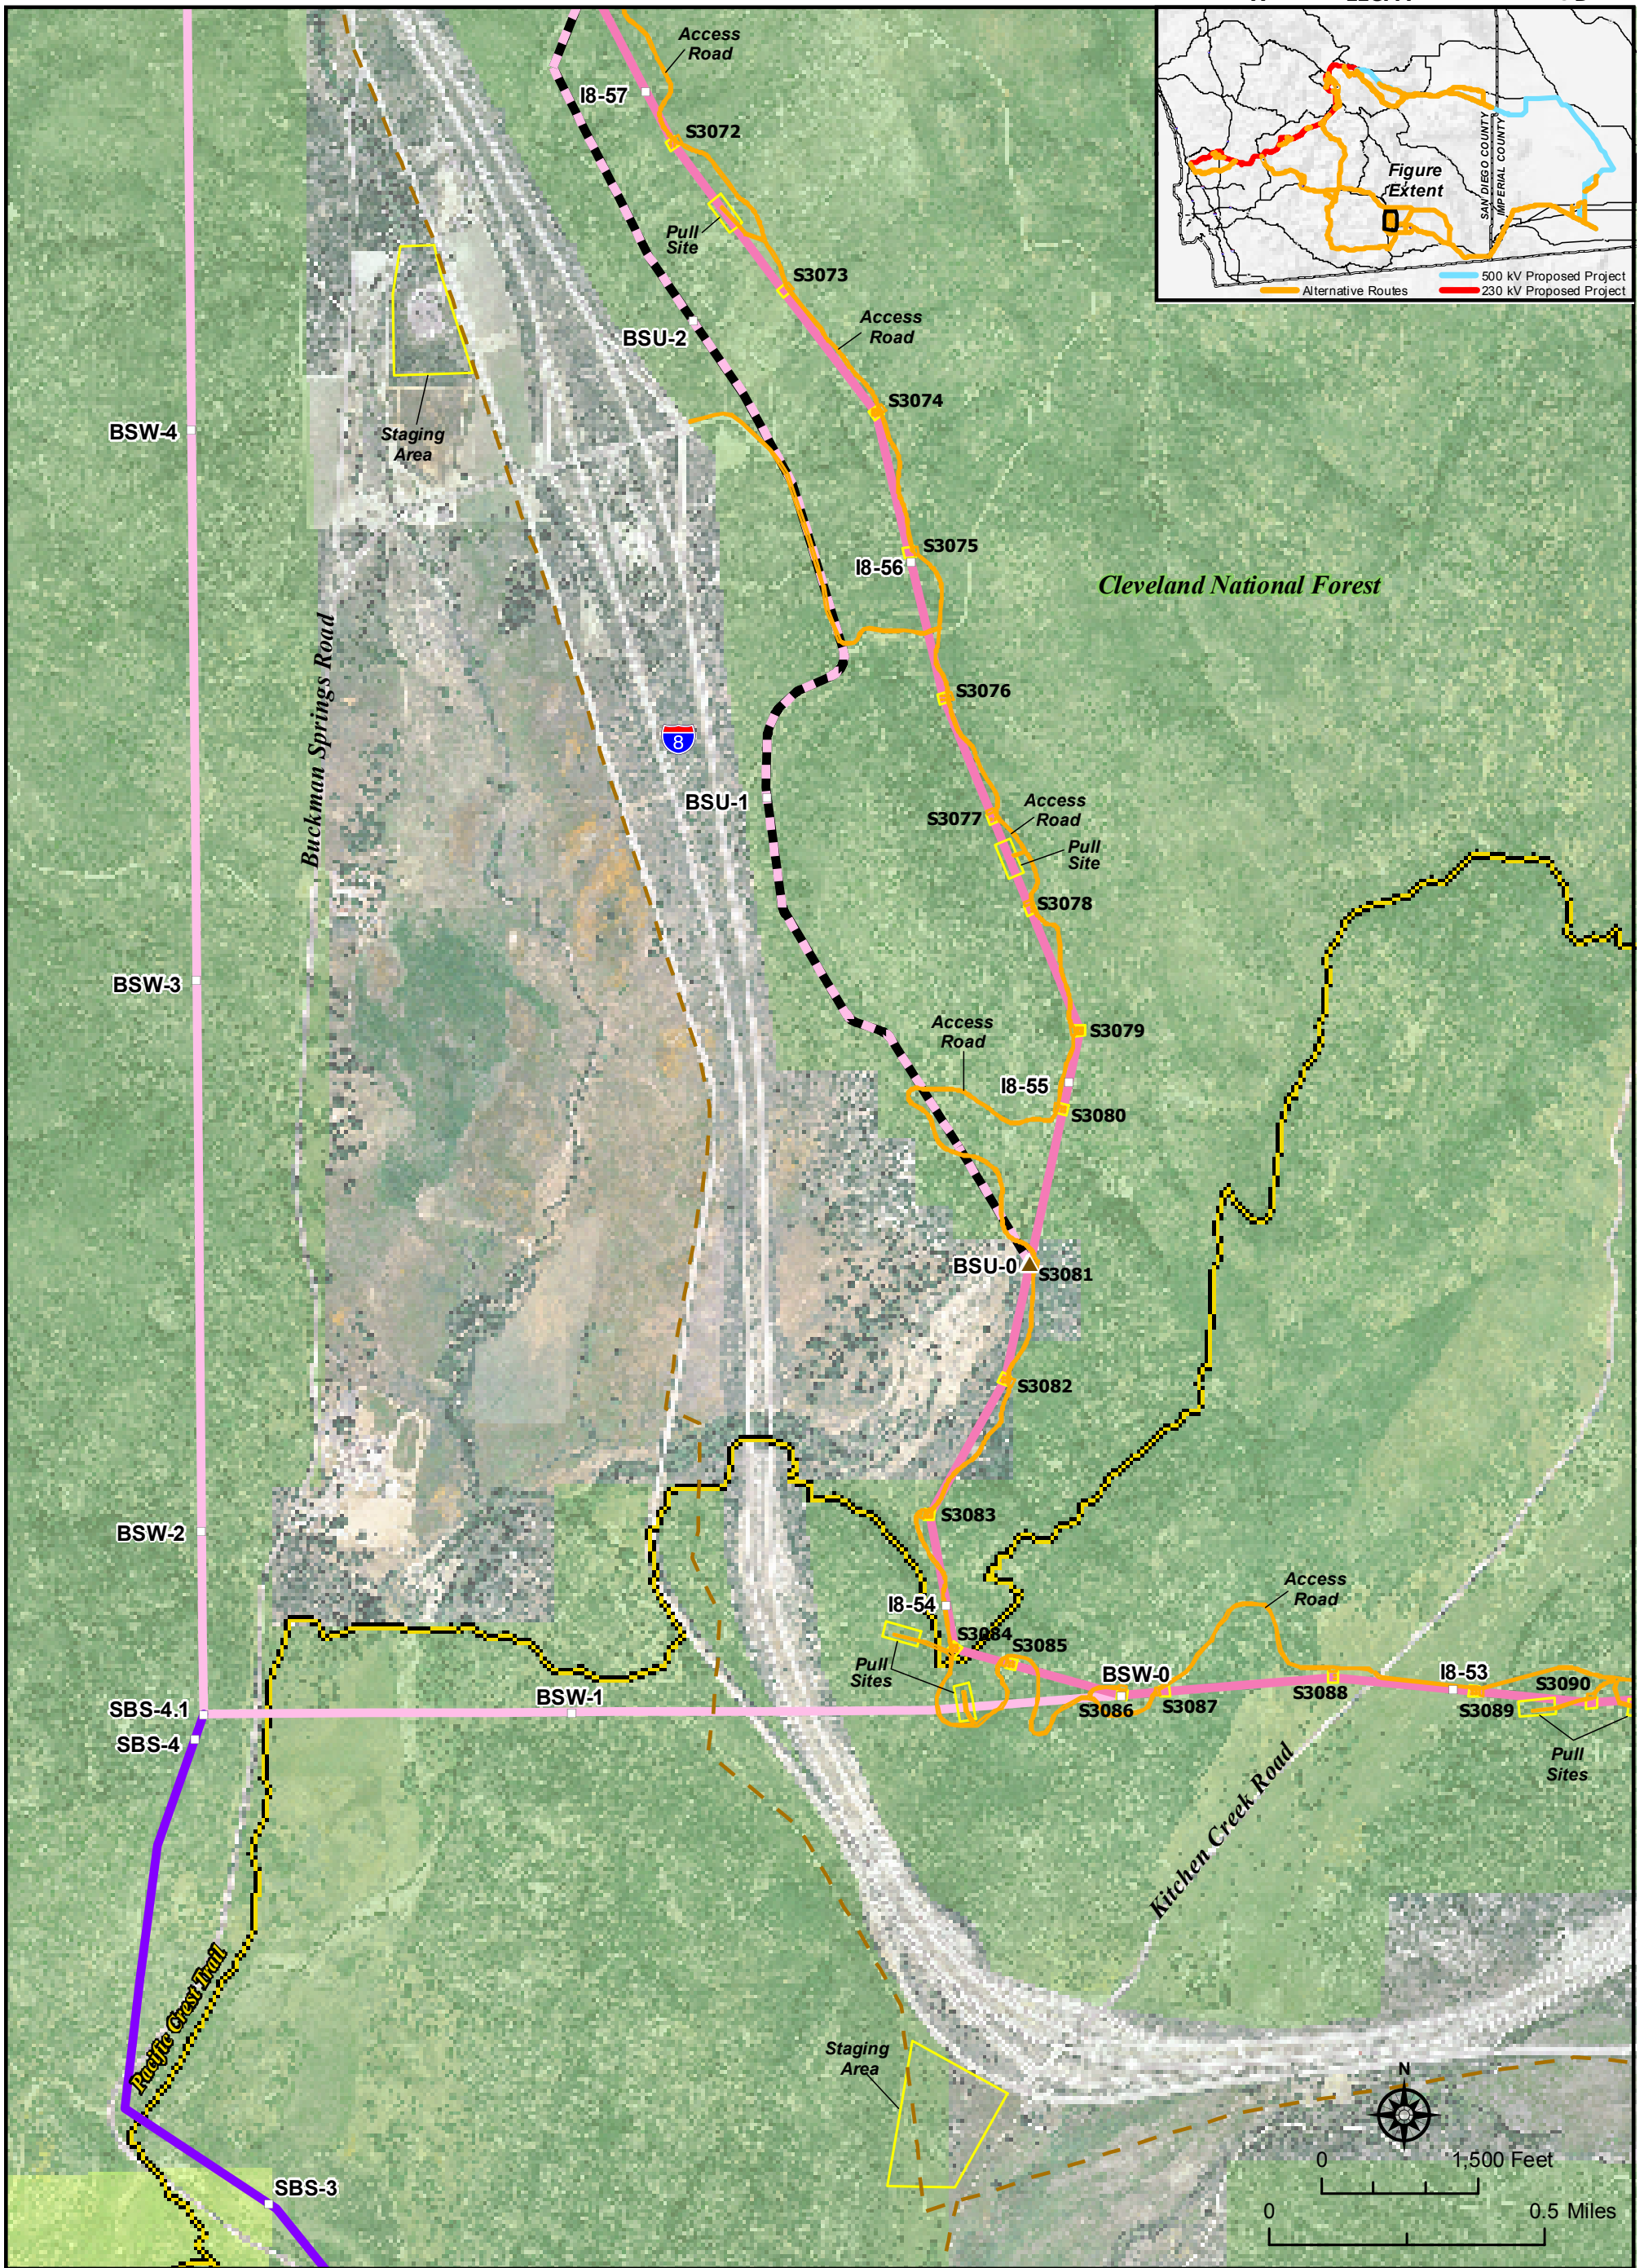 Access
Road
I8-57
S3072
Pull
Site
S3073
BSU-2
Access
Road
S3074
BSW-4
Staging
Area
S3075
I8-56
Cleveland National Forest
Buckman Springs Road
S3076
8
BSU-1
Access
Road
S3077
Pull
Site
S3078
BSW-3
Access
Road
S3079
I8-55
S3080
BSU-0
S3081
S3082
S3083
BSW-2
I8-54
Access
Road
S3084
S3085
Pull
Sites
BSW-0
I8-53
S3090
BSW-1
S3086
S3087
S3088
S3089
SBS-4.1
SBS-4
Pull
Sites
Kitchen Creek Road
Pacific Crest Trail
Staging
Area
SBS-3
N
0 1,500 Feet
0 0.5 Miles
Figure
Extent
SAN DIEGO COUNTY
IMPERIAL COUNTY
500 kV Proposed Project
Alternative Routes
230 kV Proposed Project